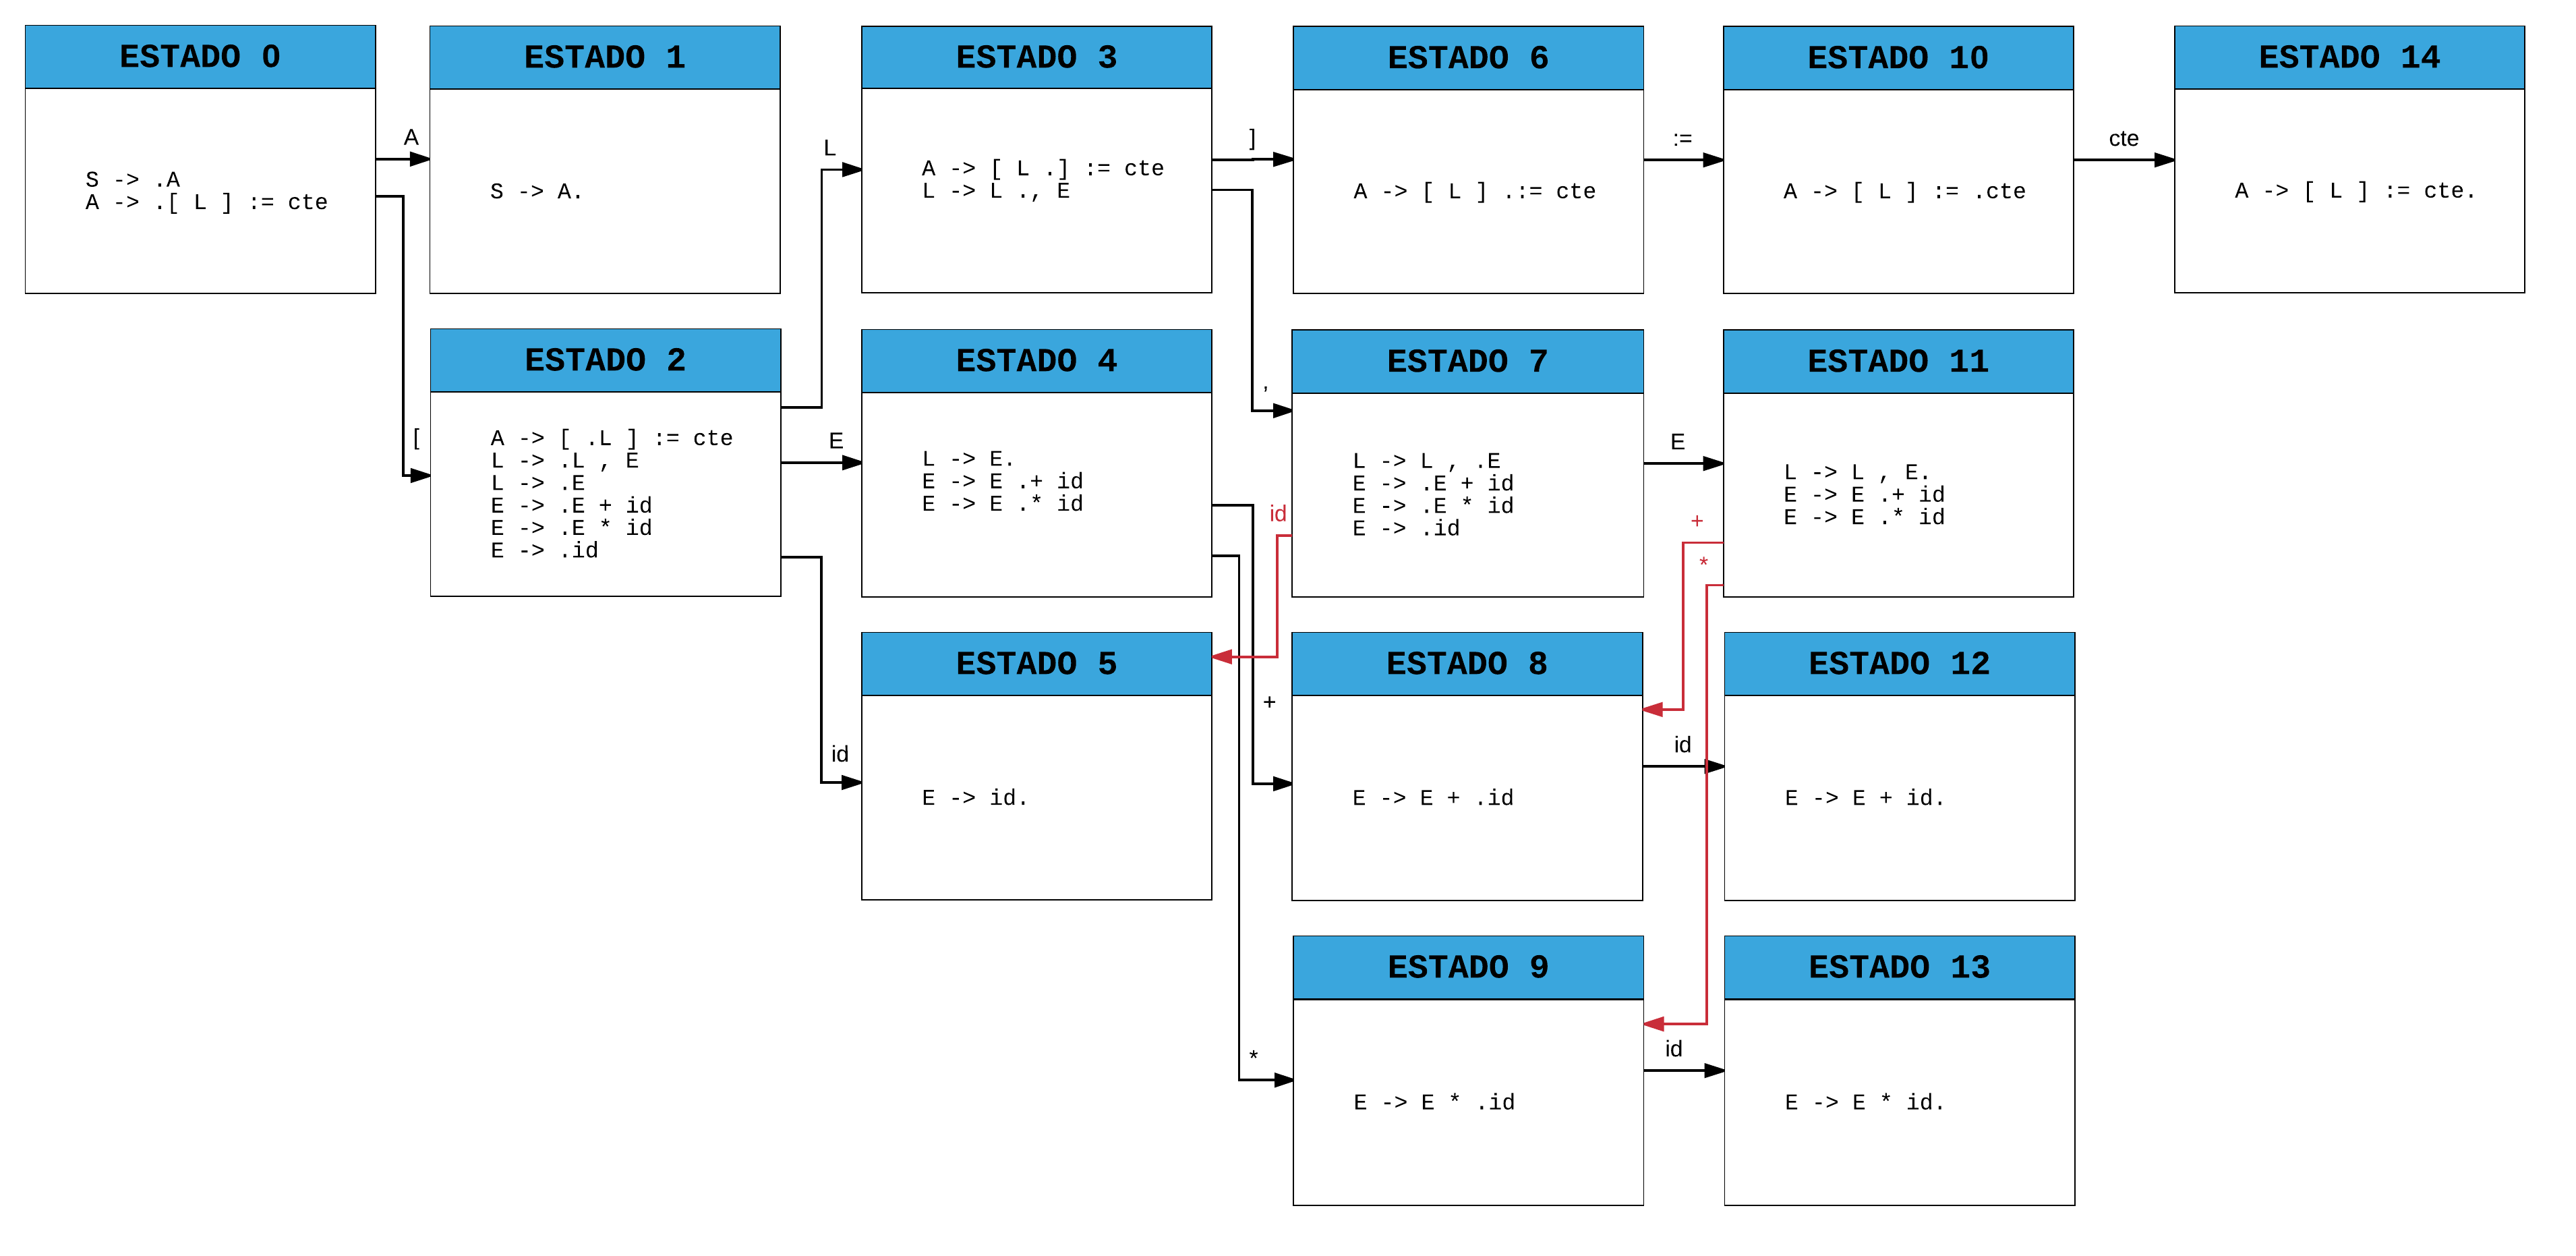 ESTADO 0
S -> .A
A -> .[ L ] := cte
A
[
ESTADO 1
S -> A.
ESTADO 2
A -> [ .L ] := cte
L -> .L , E
L -> .E
E -> .E + id
E -> .E * id
E -> .id
L
E
id
ESTADO 3
A -> [ L .] := cte
L -> L ., E
]
,
ESTADO 4
L -> E.
E -> E .+ id
E -> E .* id
+
*
ESTADO 5
E -> id.
ESTADO 6
A -> [ L ] .:= cte
:=
ESTADO 7
L -> L , .E
E -> .E + id
E -> .E * id
E -> .id
id
E
ESTADO 8
E -> E + .id
id
ESTADO 9
E -> E * .id
id
ESTADO 10
A -> [ L ] := .cte
cte
ESTADO 11
L -> L , E.
E -> E .+ id
E -> E .* id
+
*
ESTADO 12
E -> E + id.
ESTADO 13
E -> E * id.
ESTADO 14
A -> [ L ] := cte.